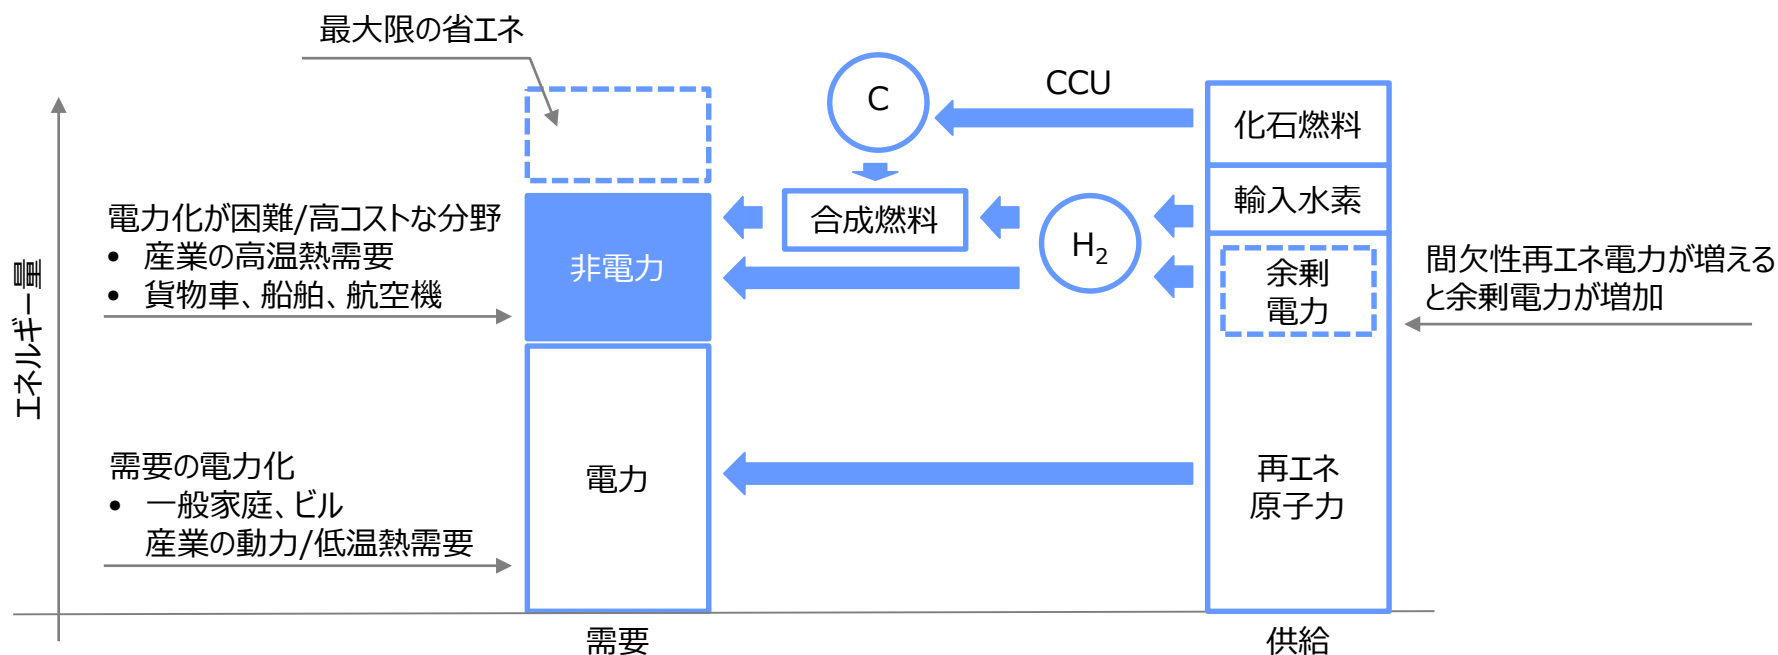 最大限の省エネ
C
CCU
化石燃料
輸入水素
合成燃料
H₂
余剰
電力
間欠性再エネ電力が増える
と余剰電力が増加
電力化が困難/高コストな分野
• 産業の高温熱需要
• 貨物車、船舶、航空機
非電力
エネルギー量
需要の電力化
• 一般家庭、ビル
産業の動力/低温熱需要
電力
再エネ
原子力
需要
供給